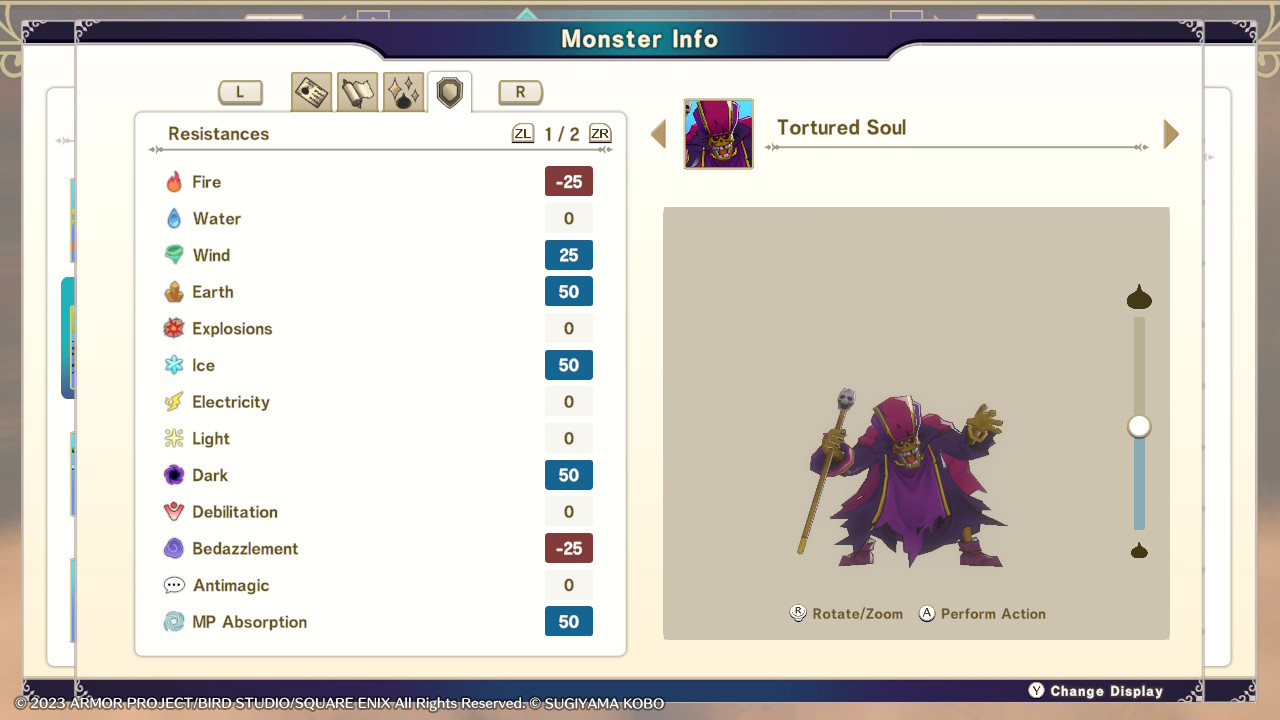 Monster Info
L
R
Resistances
ZL 1 / 2 ZR
Tortured Soul
Fire -25
Water 0
Wind 25
Earth 50
Explosions 0
Ice 50
Electricity 0
Light 0
Dark 50
Debilitation 0
Bedazzlement -25
Antimagic 0
MP Absorption 50
R Rotate/Zoom A Perform Action
Y Change Display
© 2023 ARMOR PROJECT/BIRD STUDIO/SQUARE ENIX All Rights Reserved. © SUGIYAMA KOBO